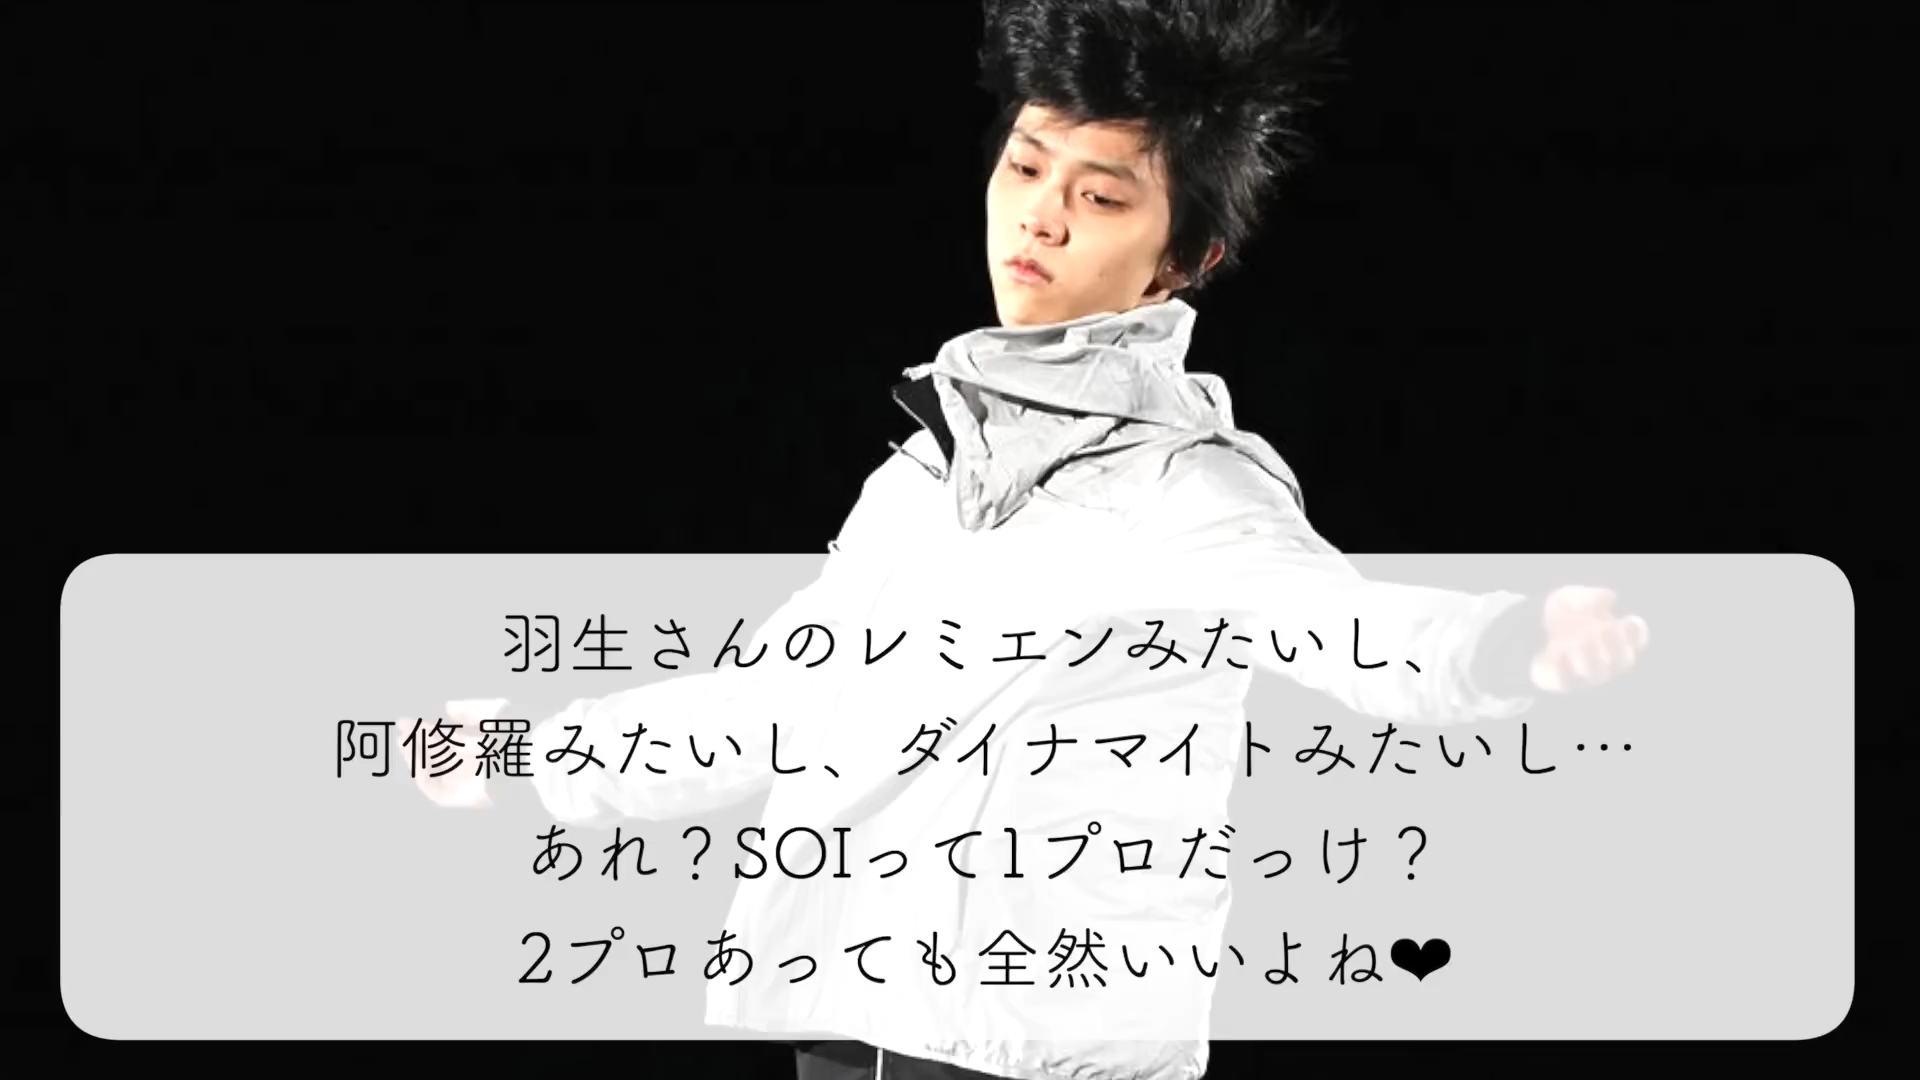 羽生さんのレミエンみたいし、
阿修羅みたいし、ダイナマイトみたいし…
あれ？SOIって1プロだっけ？
2プロあっても全然いいよね❤